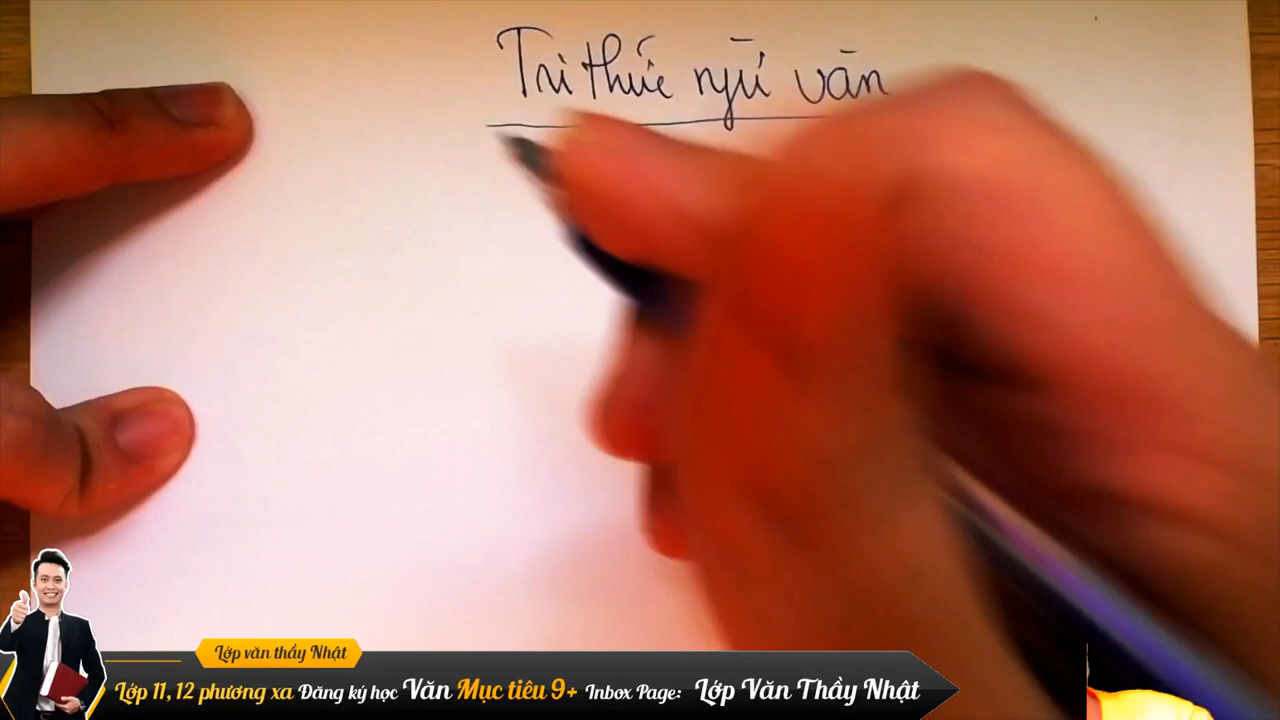 Tri thức ngữ văn
Lớp văn thầy Nhật
Lớp 11, 12 phương xa Đăng ký học Văn Mục tiêu 9+ Inbox Page: Lớp Văn Thầy Nhật